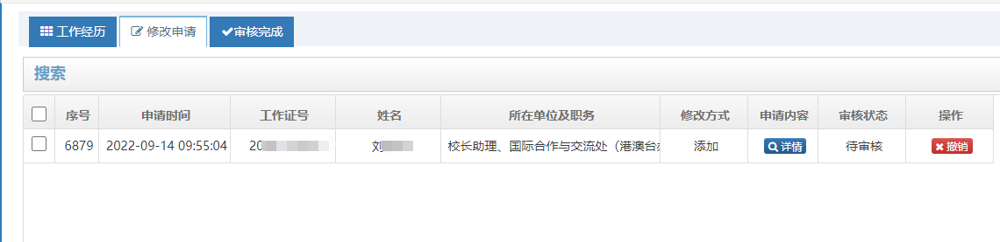 工作经历 修改申请 审核完成
搜索
序号 申请时间 工作证号 姓名 所在单位及职务 修改方式 申请内容 审核状态 操作
6879 2022-09-14 09:55:04 20 刘 校长助理、国际合作与交流处（港澳台 添加 详情 待审核 撤销